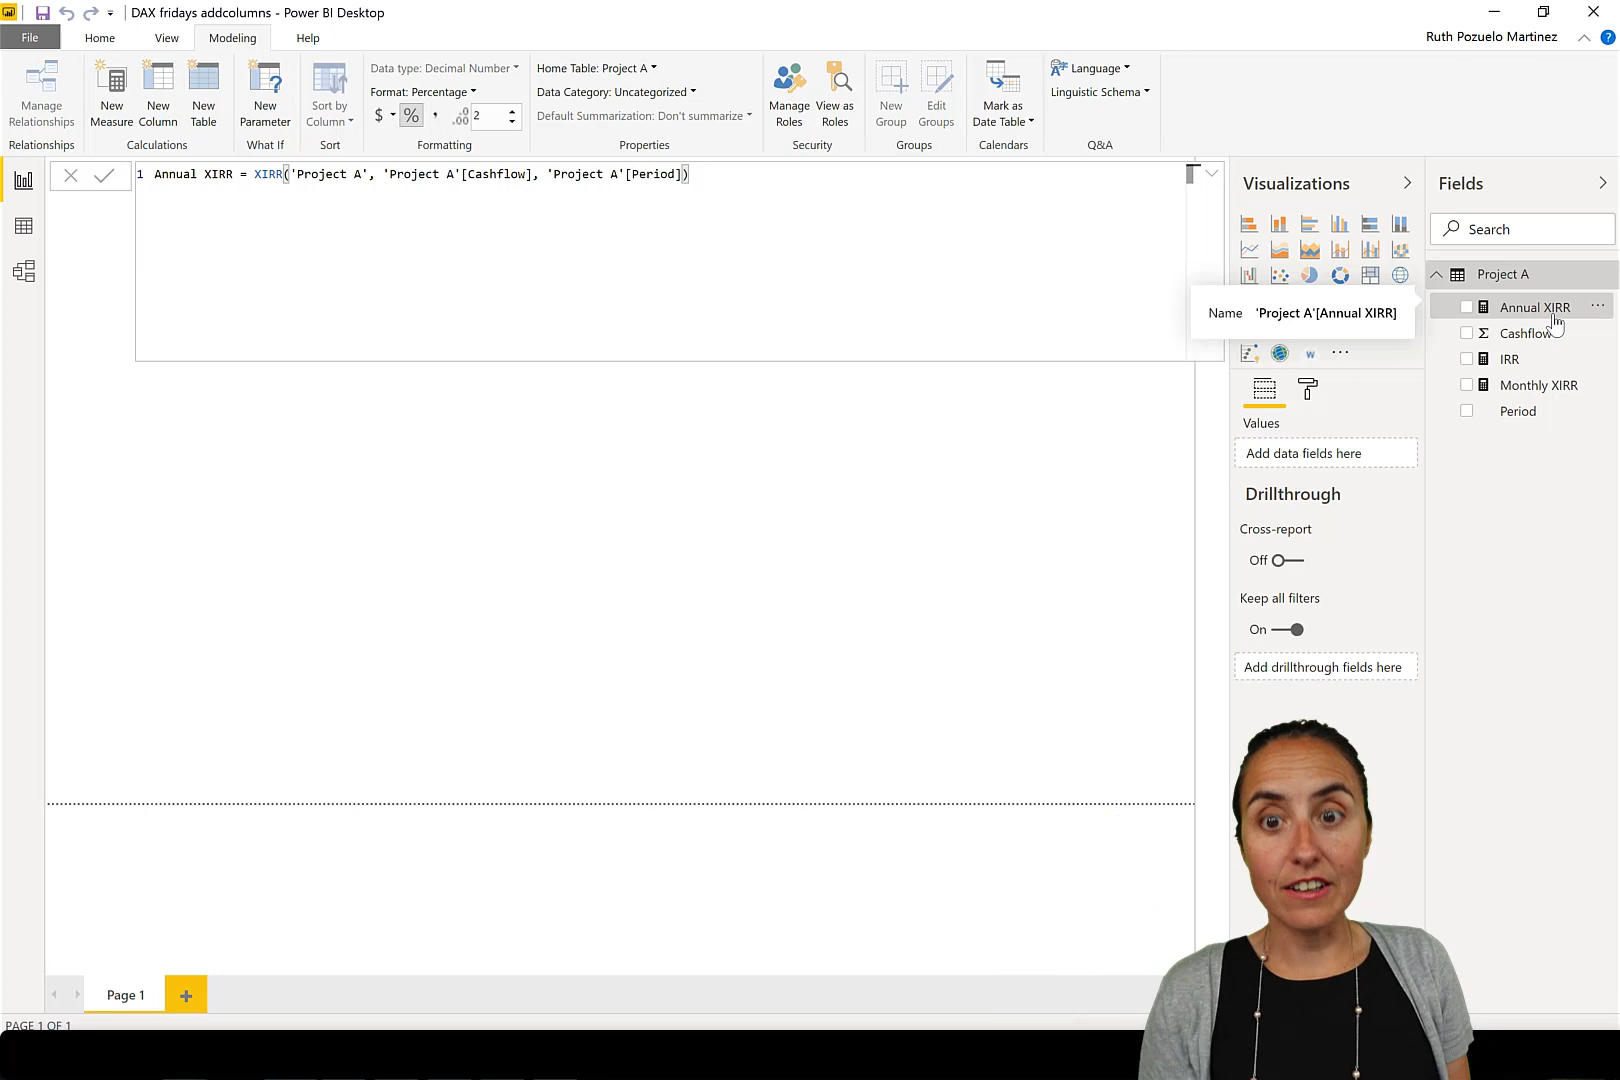 DAX fridays addcolumns - Power BI Desktop
File
Home
View
Modeling
Help
Ruth Pozuelo Martinez
?
Manage
Relationships
Relationships
New
Measure
New
Column
New
Table
Calculations
New
Parameter
What If
Sort by
Column
Sort
Data type: Decimal Number
Format: Percentage
$
%
,
.00
2
Formatting
Home Table: Project A
Data Category: Uncategorized
Default Summarization: Don't summarize
Properties
Manage
Roles
View as
Roles
Security
New
Group
Edit
Groups
Groups
Mark as
Date Table
Calendars
Language
Linguistic Schema
Q&A
1 Annual XIRR = XIRR('Project A', 'Project A'[Cashflow], 'Project A'[Period])
Visualizations
Name 'Project A'[Annual XIRR]
Values
Add data fields here
Drillthrough
Cross-report
Off
Keep all filters
On
Add drillthrough fields here
Fields
Search
Project A
Annual XIRR
Cashflow
IRR
Monthly XIRR
Period
Page 1
PAGE 1 OF 1